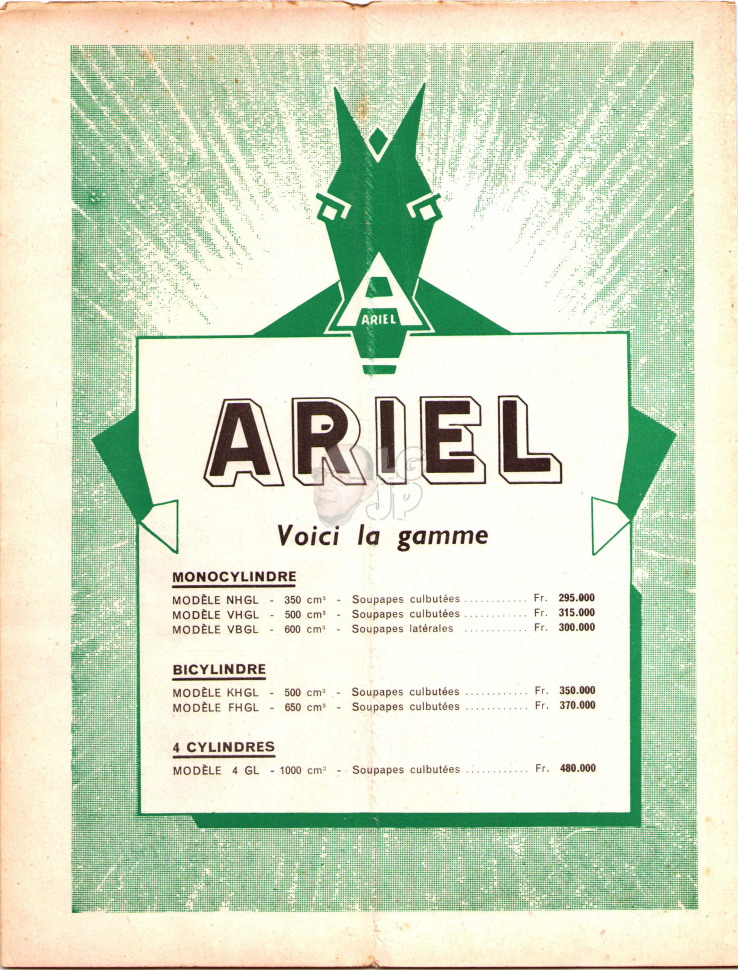 A
ARIEL
ARIEL
BIG JP
Voici la gamme
MONOCYLINDRE
MODÈLE NHGL - 350 cm³ - Soupapes culbutées ............ Fr. 295.000
MODÈLE VHGL - 500 cm³ - Soupapes culbutées ............ Fr. 315.000
MODÈLE VBGL - 600 cm³ - Soupapes latérales ............ Fr. 300.000
BICYLINDRE
MODÈLE KHGL - 500 cm³ - Soupapes culbutées ............ Fr. 350.000
MODÈLE FHGL - 650 cm³ - Soupapes culbutées ............ Fr. 370.000
4 CYLINDRES
MODÈLE 4 GL - 1000 cm³ - Soupapes culbutées ............ Fr. 480.000